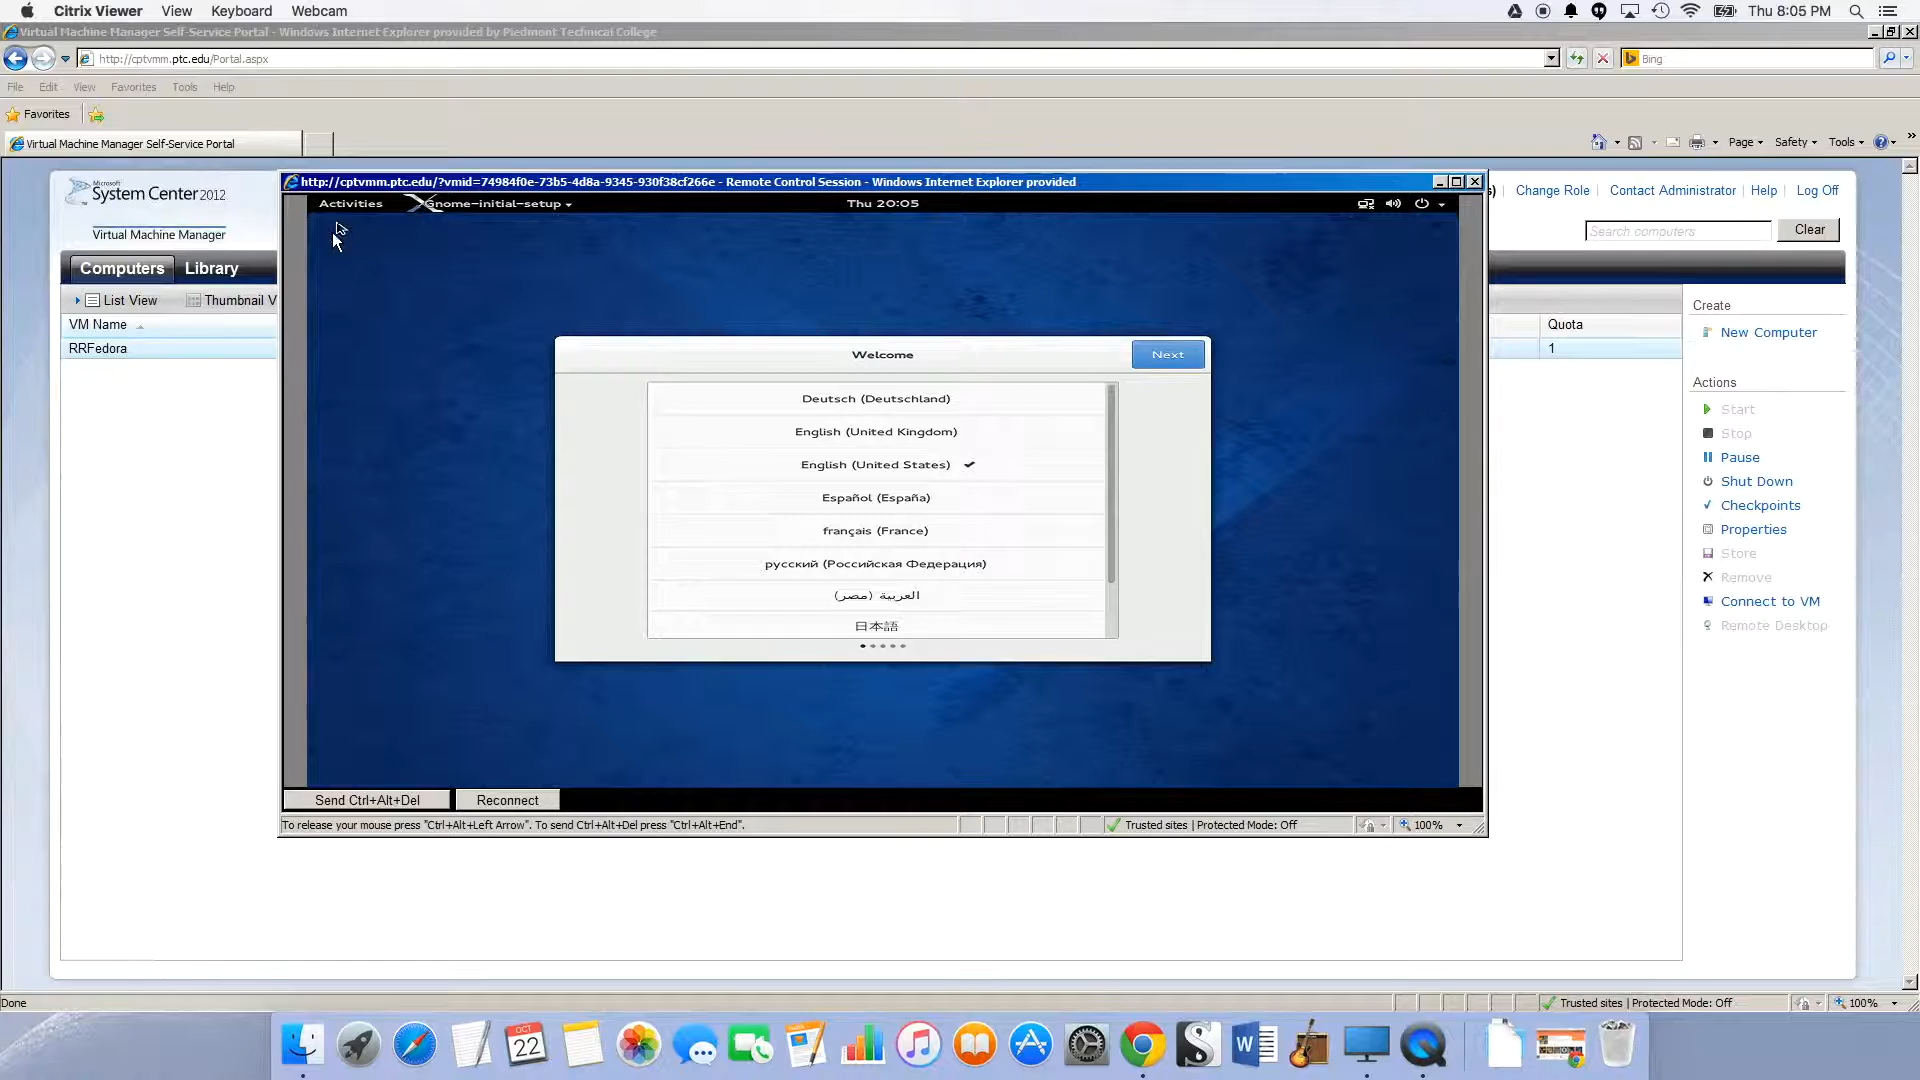 Citrix Viewer View Keyboard Webcam Thu 8:05 PM
Virtual Machine Manager Self-Service Portal - Windows Internet Explorer provided by Piedmont Technical College
http://cptvmm.ptc.edu/Portal.aspx Bing
File Edit View Favorites Tools Help
Favorites
Virtual Machine Manager Self-Service Portal Page Safety Tools
Microsoft
System Center 2012
Virtual Machine Manager
http://cptvmm.ptc.edu/?vmid=74984f0e-73b5-4d8a-9345-930f38cf266e - Remote Control Session - Windows Internet Explorer provided
s) Change Role Contact Administrator Help Log Off
Search computers Clear
Computers Library
List View Thumbnail V
VM Name Quota
RRFedora 1
Activities gnome-initial-setup Thu 20:05
Welcome Next
Deutsch (Deutschland)
English (United Kingdom)
English (United States)
Español (España)
français (France)
русский (Российская Федерация)
العربية (مصر)
日本語
Send Ctrl+Alt+Del Reconnect
To release your mouse press "Ctrl+Alt+Left Arrow". To send Ctrl+Alt+Del press "Ctrl+Alt+End". Trusted sites | Protected Mode: Off 100%
Create
New Computer
Actions
Start
Stop
Pause
Shut Down
Checkpoints
Properties
Store
Remove
Connect to VM
Remote Desktop
Done Trusted sites | Protected Mode: Off 100%
OCT
22